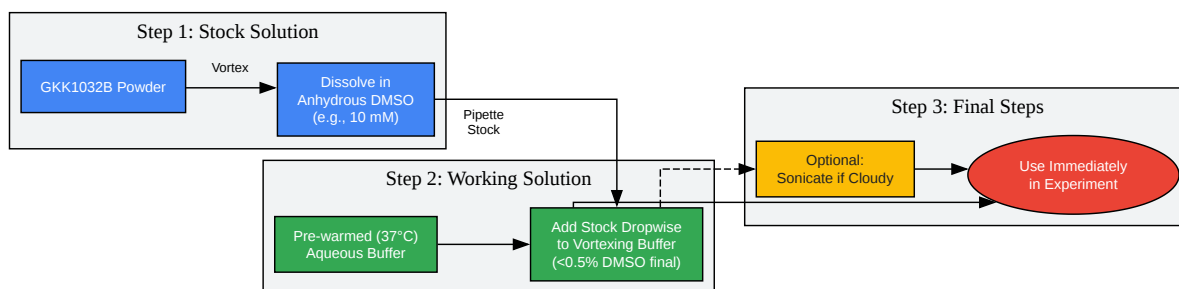 Step 1: Stock Solution
GKK1032B Powder
Vortex
Dissolve in
Anhydrous DMSO
(e.g., 10 mM)
Pipette
Stock
Step 2: Working Solution
Pre-warmed (37°C)
Aqueous Buffer
Add Stock Dropwise
to Vortexing Buffer
(<0.5% DMSO final)
Step 3: Final Steps
Optional:
Sonicate if Cloudy
Use Immediately
in Experiment